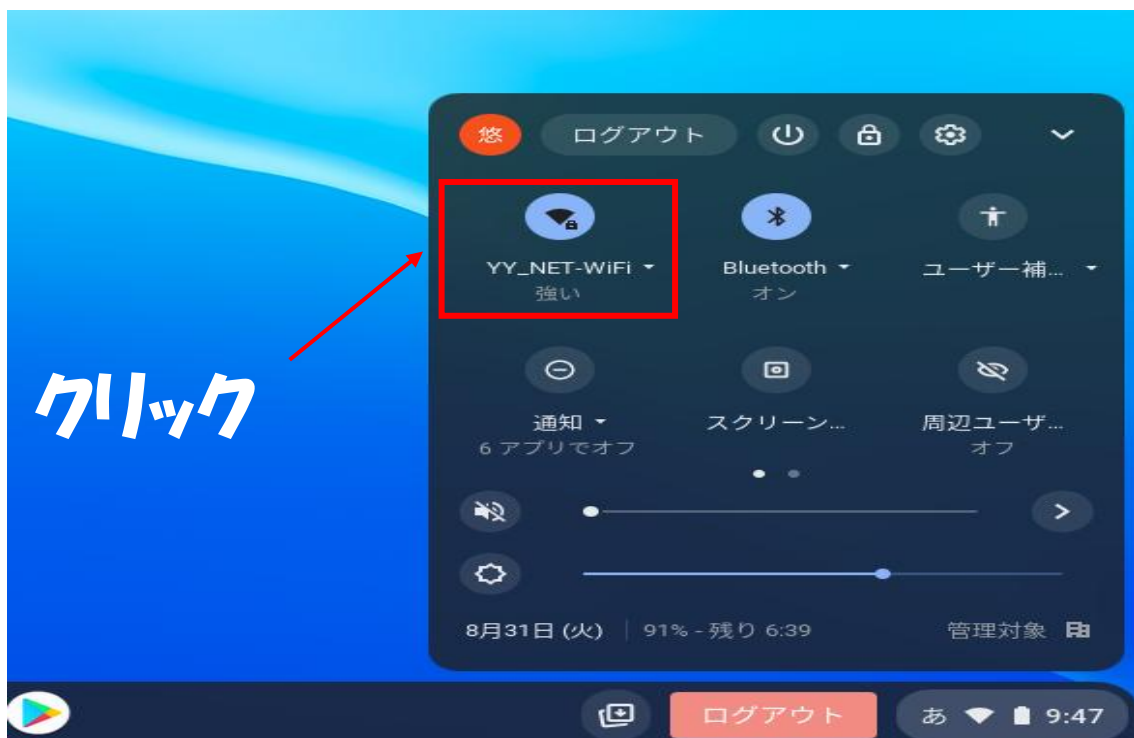 悠 ログアウト
YY_NET-WiFi
強い
Bluetooth
オン
ユーザー補...
クリック
通知
6 アプリでオフ
スクリーン...
周辺ユーザ...
オフ
8月31日 (火) 91% - 残り 6:39 管理対象
ログアウト あ 9:47